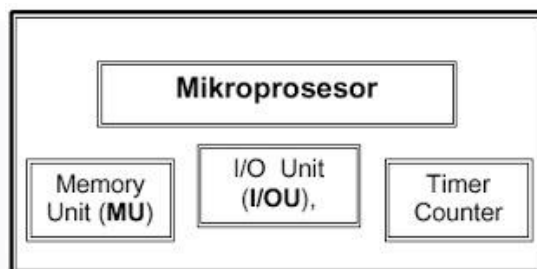 Mikroprosesor
Memory
Unit (MU)
I/O Unit
(I/OU),
Timer
Counter